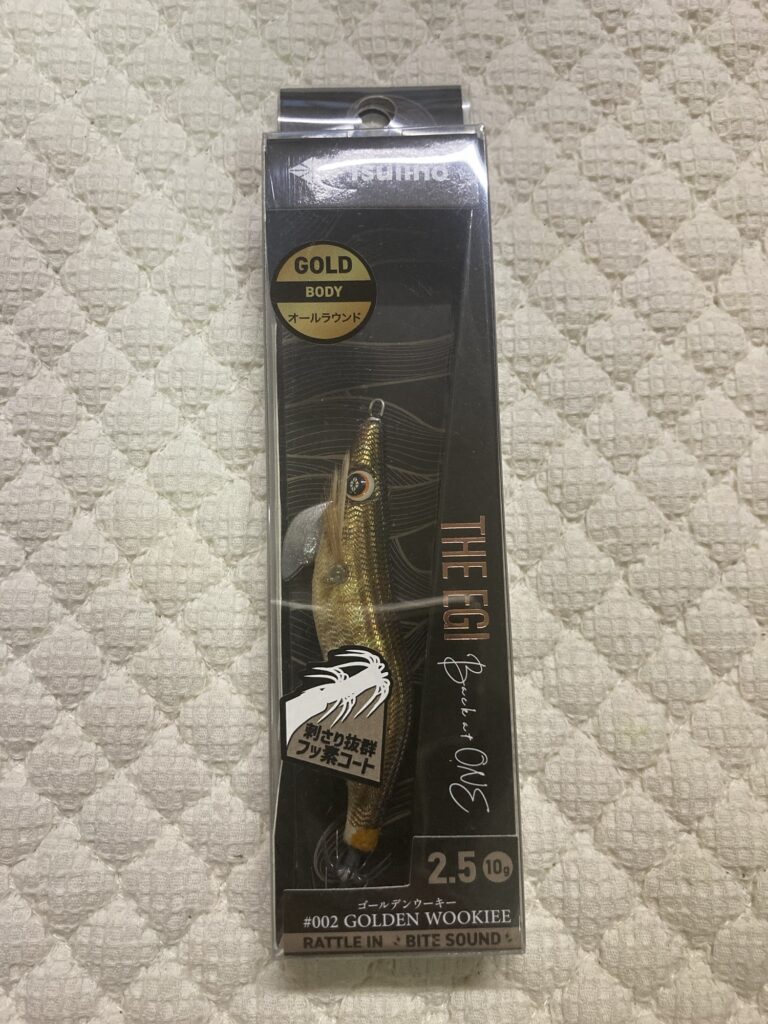 GOLD
BODY
オールラウンド
THE EGI
Back at ONE
刺さり抜群
フッ素コート
2.5 10g
ゴールデンウーキー
#002 GOLDEN WOOKIEE
RATTLE IN BITE SOUND